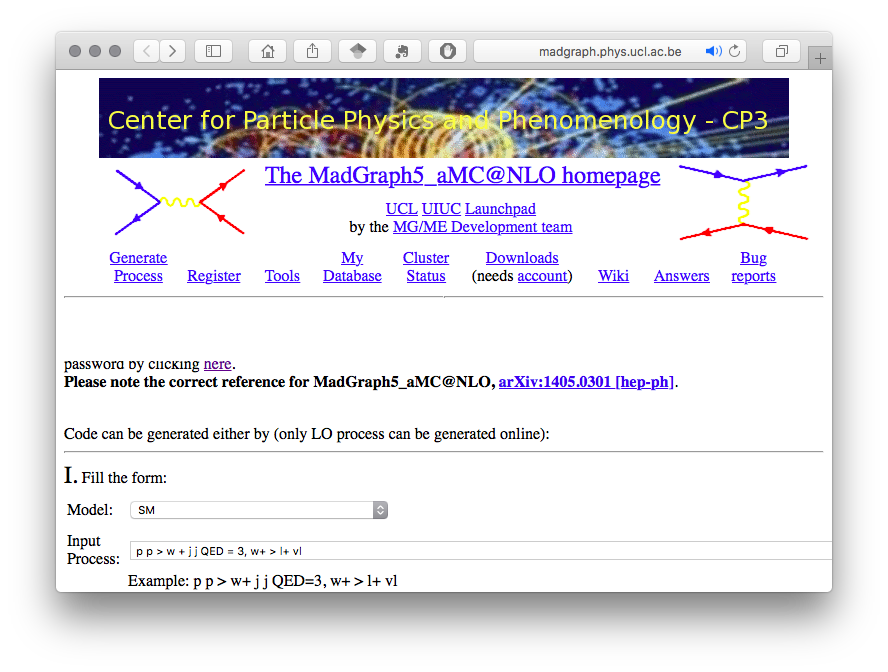 madgraph.phys.ucl.ac.be
Center for Particle Physics and Phenomenology - CP3
The MadGraph5_aMC@NLO homepage
UCL UIUC Launchpad
by the MG/ME Development team
Generate Process
Register
Tools
My Database
Cluster Status
Downloads (needs account)
Wiki
Answers
Bug reports
password by clicking here.
Please note the correct reference for MadGraph5_aMC@NLO, arXiv:1405.0301 [hep-ph].
Code can be generated either by (only LO process can be generated online):
I. Fill the form:
Model: SM
Input Process: p p > w + j j QED = 3, w+ > l+ vl
Example: p p > w+ j j QED=3, w+ > l+ vl